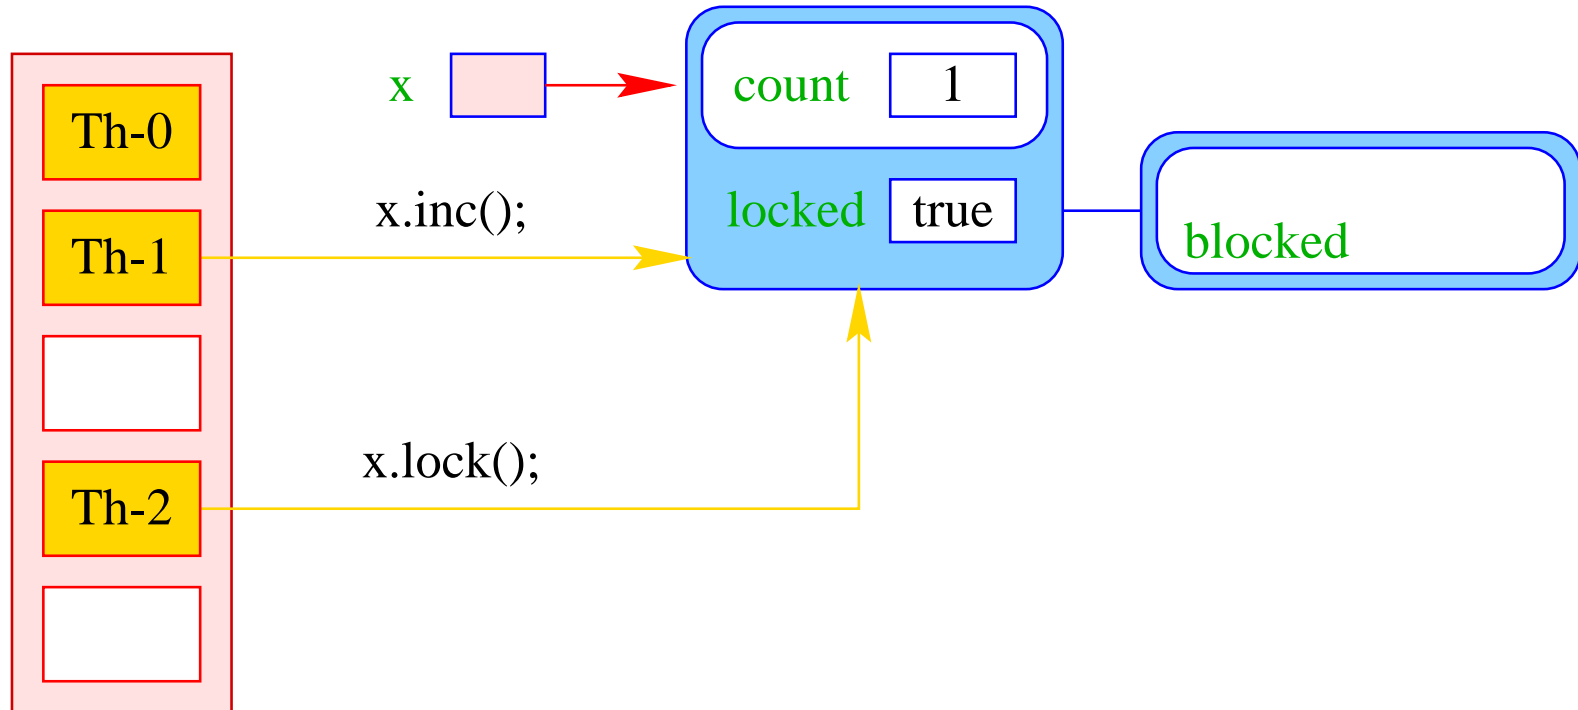 x
count 1
Th-0
x.inc();
locked true
Th-1
blocked
x.lock();
Th-2